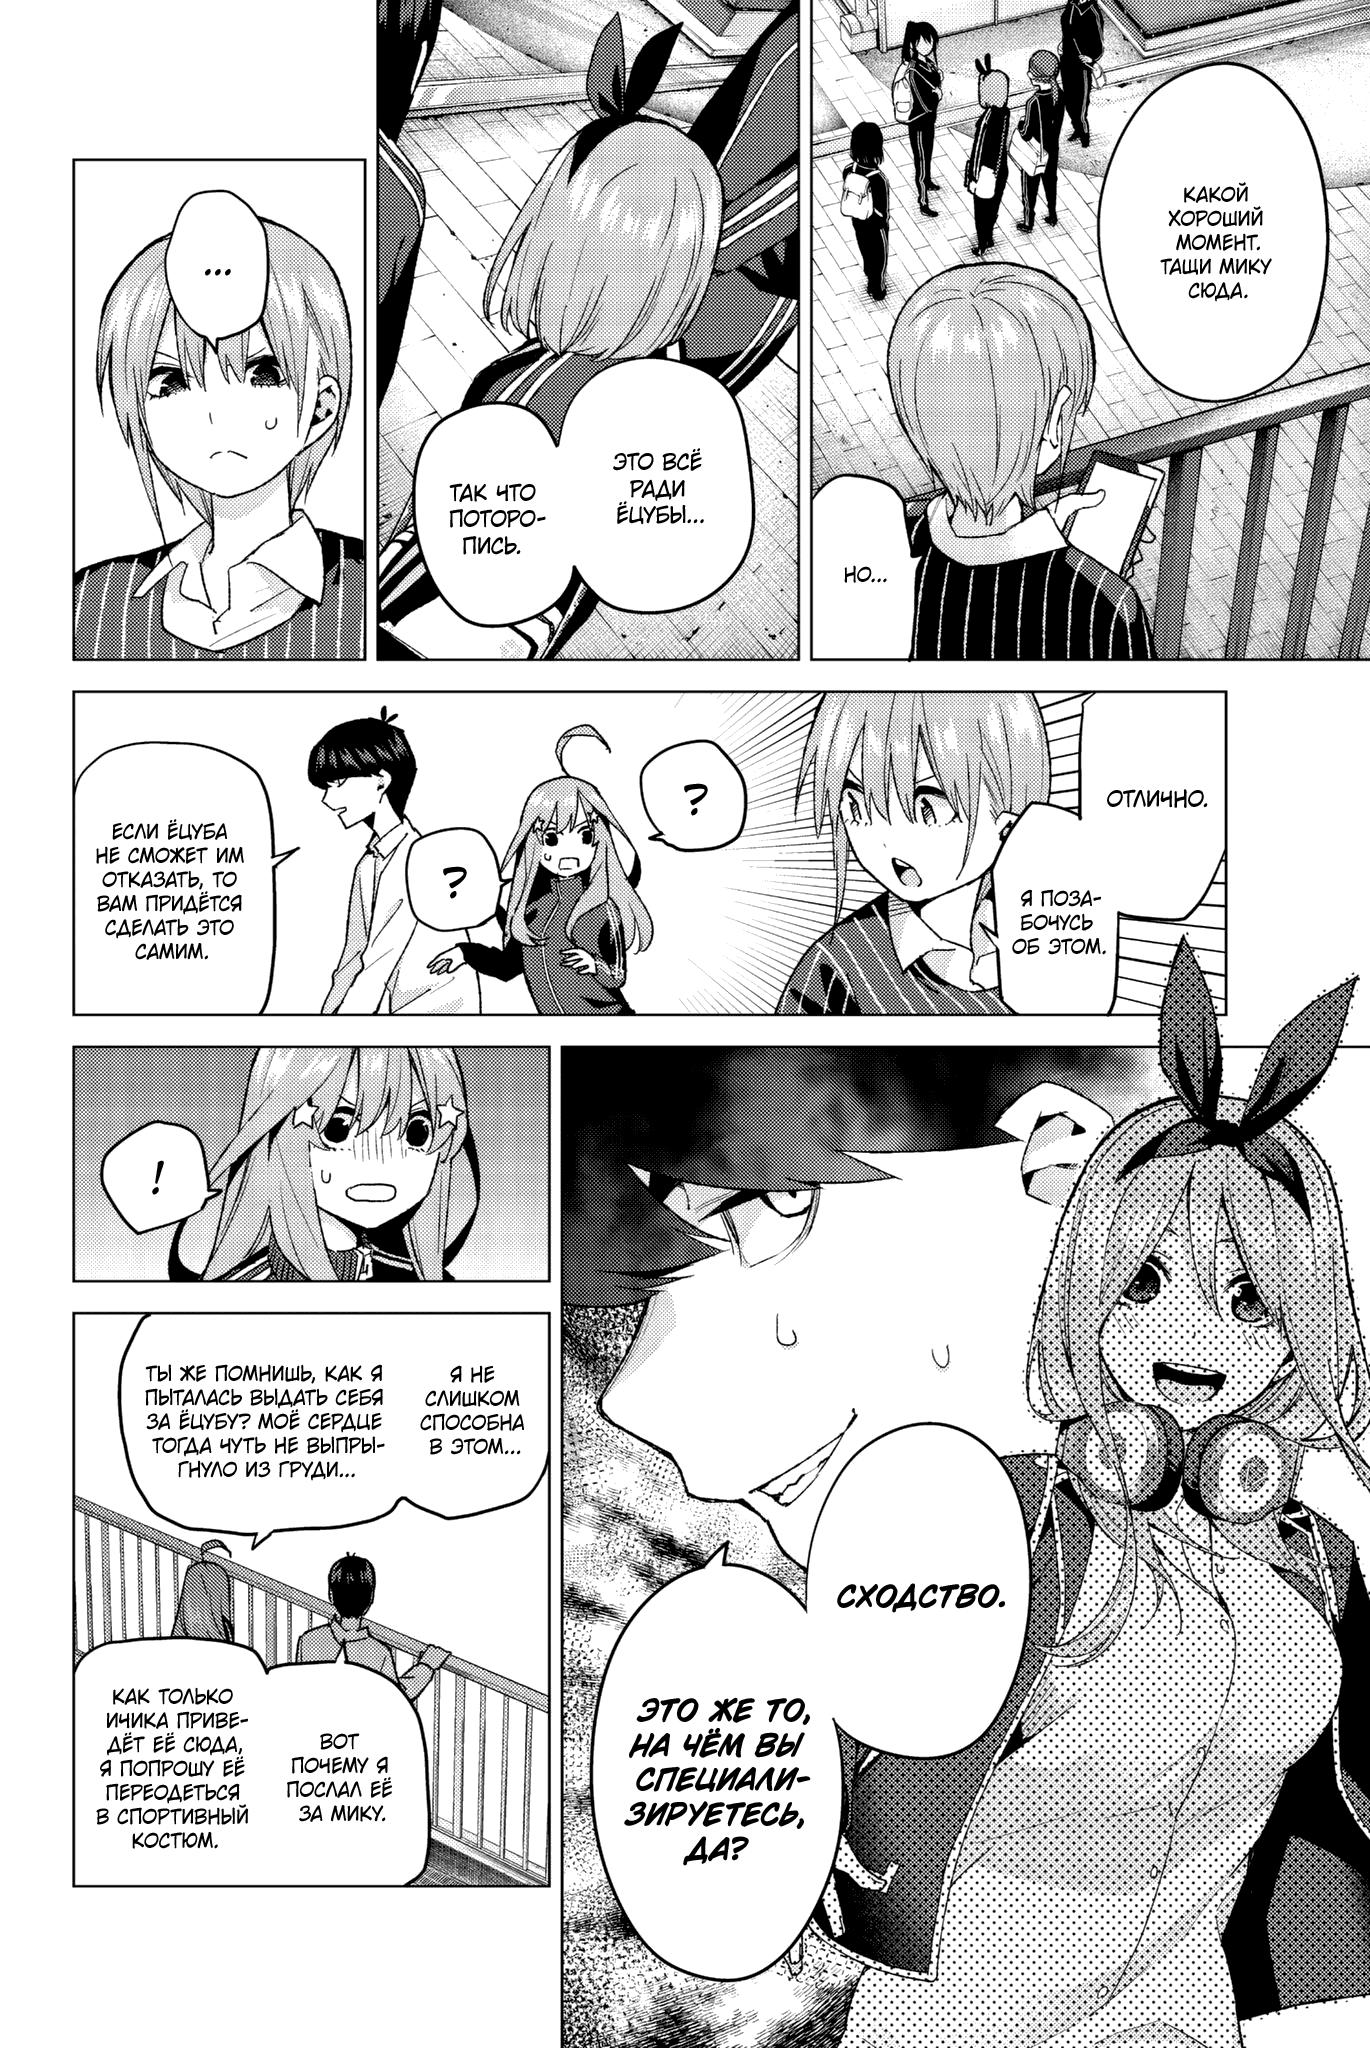 КАКОЙ
ХОРОШИЙ
МОМЕНТ.
ТАЩИ МИКУ
СЮДА.
НО...
ЭТО ВСЁ
РАДИ
ЁЦУБЫ...
ТАК ЧТО
ПОТОРО-
ПИСЬ.
...
ОТЛИЧНО.
Я ПОЗА-
БОЧУСЬ
ОБ ЭТОМ.
?
?
ЕСЛИ ЁЦУБА
НЕ СМОЖЕТ ИМ
ОТКАЗАТЬ, ТО
ВАМ ПРИДЁТСЯ
СДЕЛАТЬ ЭТО
САМИМ.
СХОДСТВО.
ЭТО ЖЕ ТО,
НА ЧЁМ ВЫ
СПЕЦИАЛИ-
ЗИРУЕТЕСЬ,
ДА?
!
Я НЕ
СЛИШКОМ
СПОСОБНА
В ЭТОМ...
ТЫ ЖЕ ПОМНИШЬ, КАК Я
ПЫТАЛАСЬ ВЫДАТЬ СЕБЯ
ЗА ЁЦУБУ? МОЁ СЕРДЦЕ
ТОГДА ЧУТЬ НЕ ВЫПРЫ-
ГНУЛО ИЗ ГРУДИ...
ВОТ
ПОЧЕМУ Я
ПОСЛАЛ ЕЁ
ЗА МИКУ.
КАК ТОЛЬКО
ИЧИКА ПРИВЕ-
ДЁТ ЕЁ СЮДА,
Я ПОПРОШУ ЕЁ
ПЕРЕОДЕТЬСЯ
В СПОРТИВНЫЙ
КОСТЮМ.